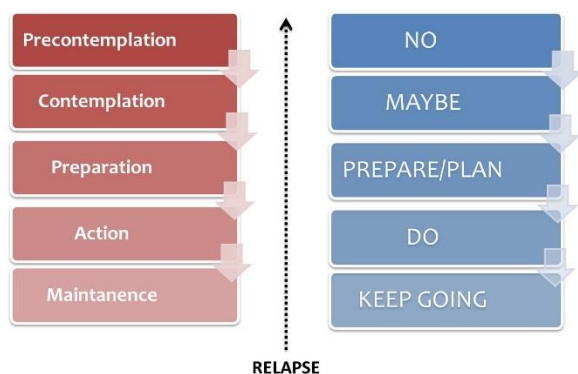 Precontemplation
Contemplation
Preparation
Action
Maintanence
NO
MAYBE
PREPARE/PLAN
DO
KEEP GOING
RELAPSE